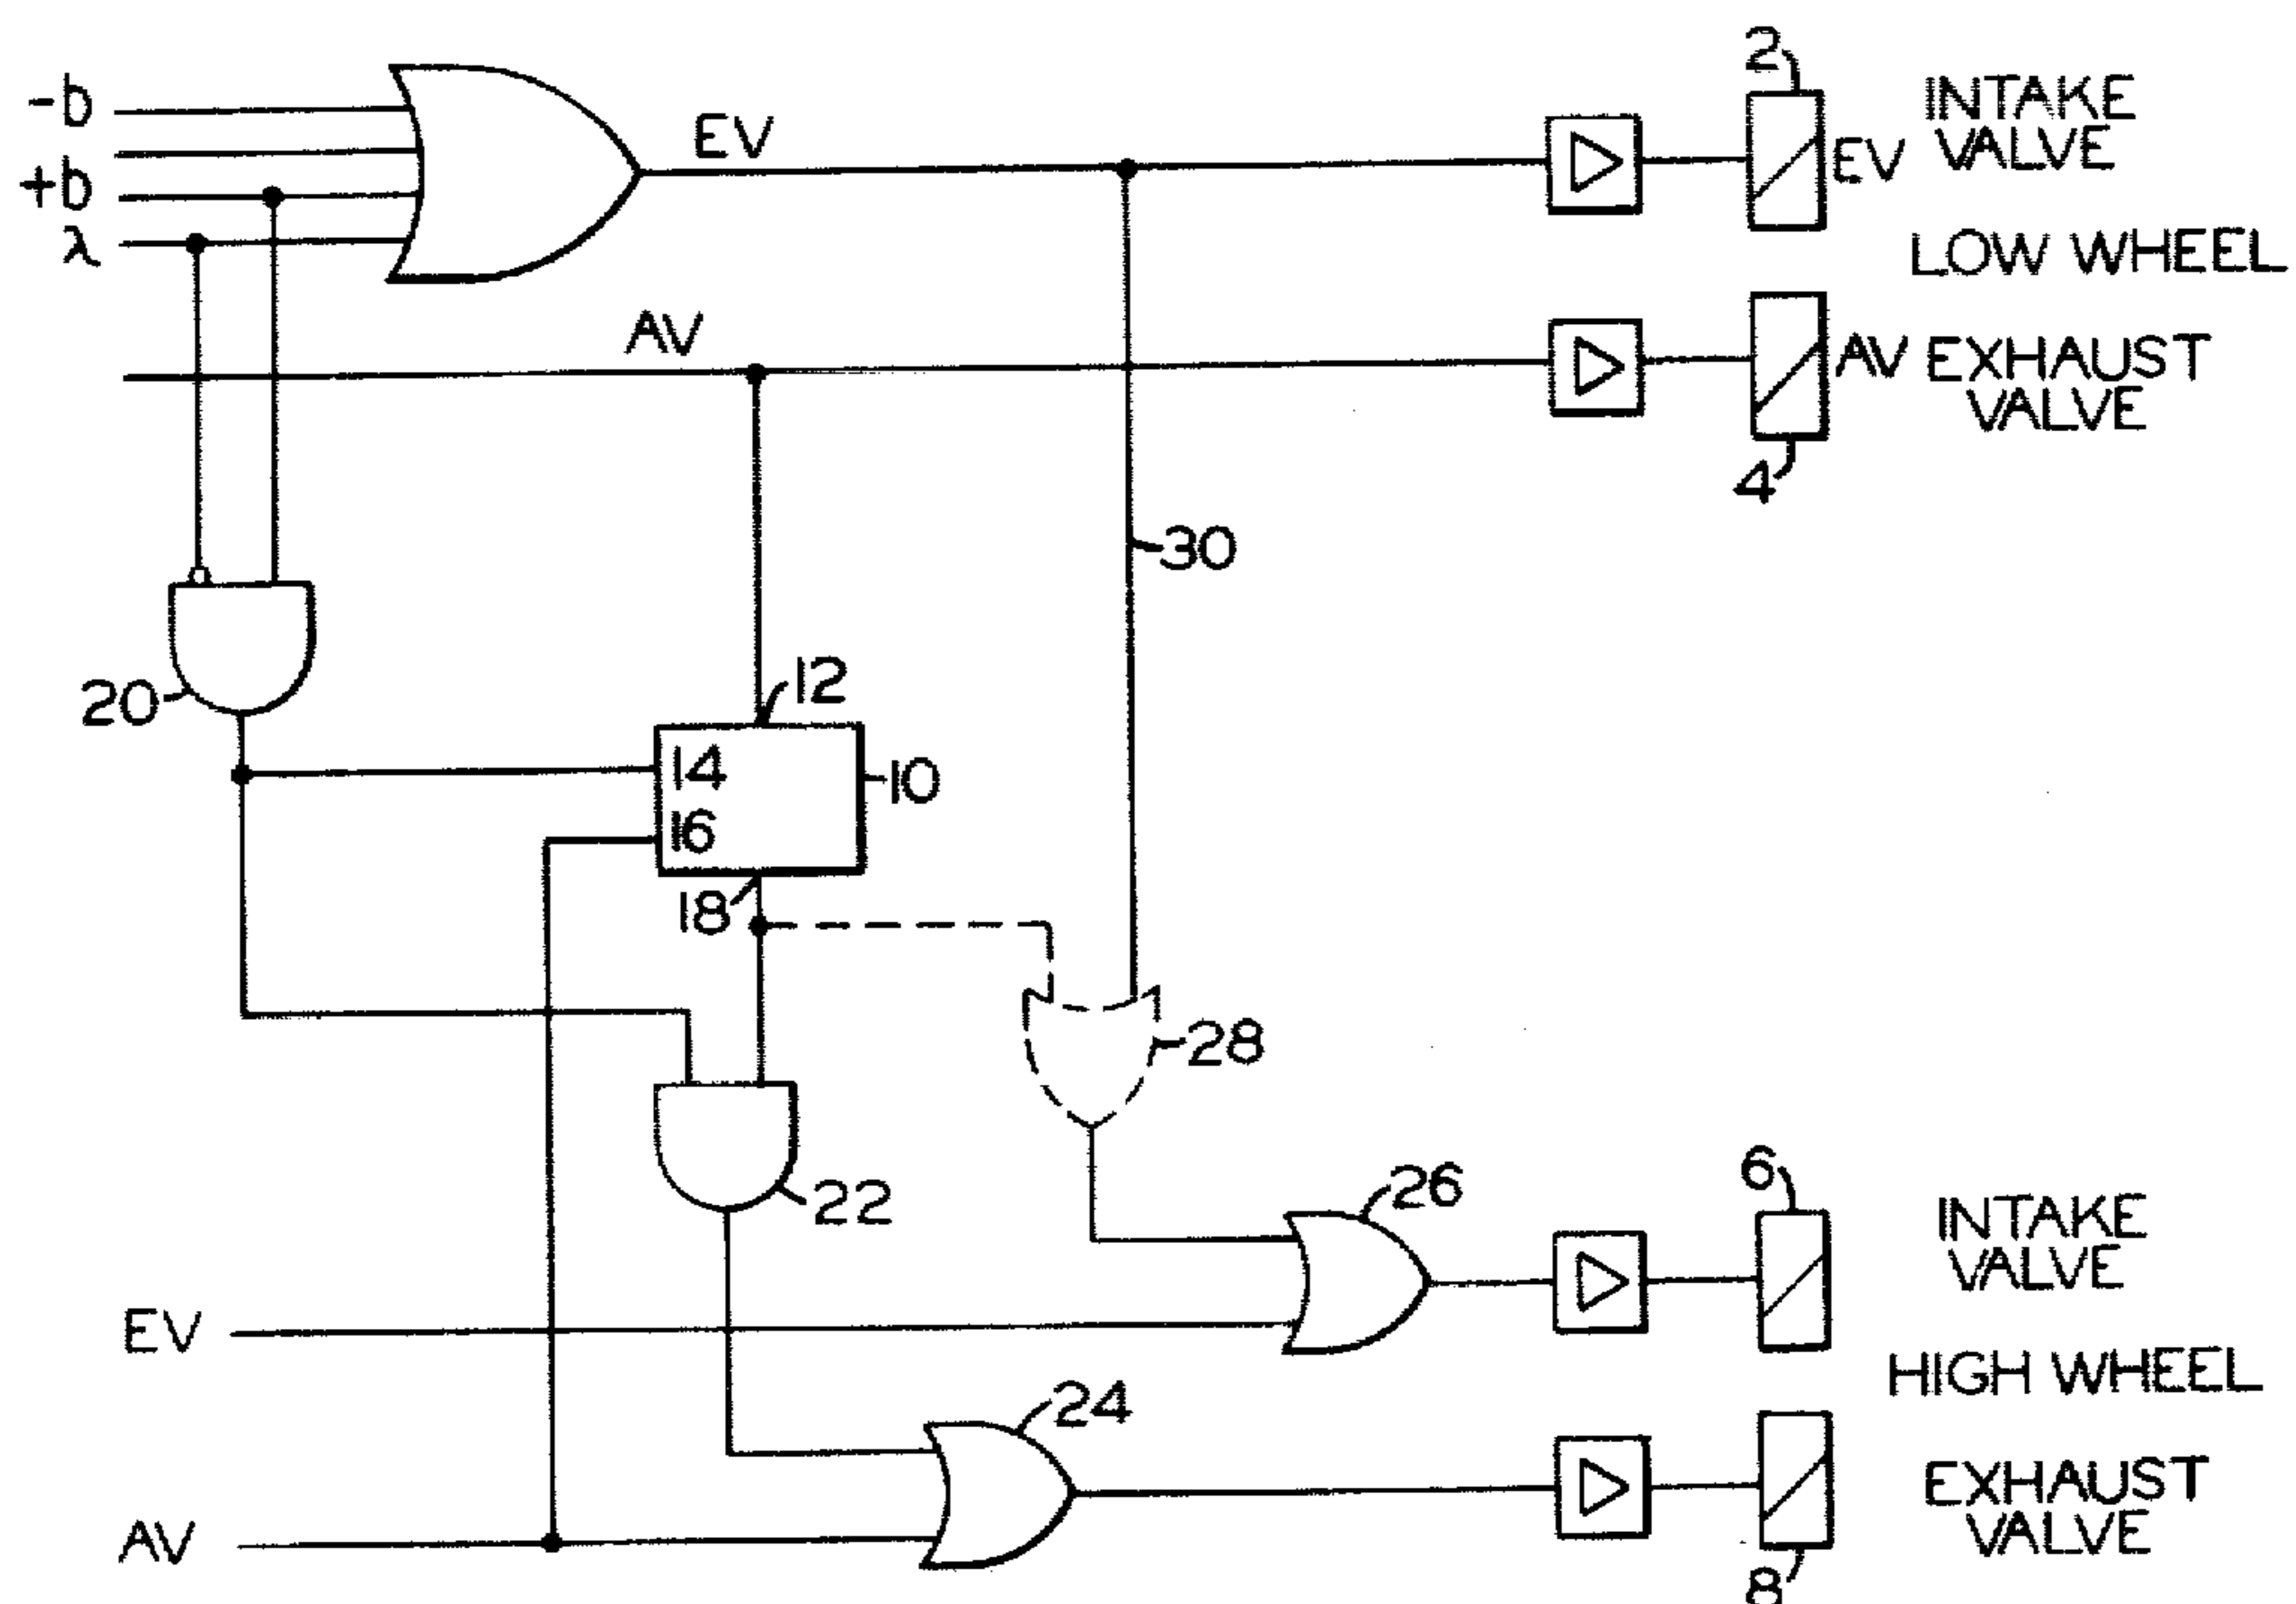 2
INTAKE
VALVE
-b
EV
EV
+b
λ
LOW WHEEL
AV
AV EXHAUST
VALVE
4
30
20
12
14
10
16
18
28
22
26
6
INTAKE
VALVE
EV
HIGH WHEEL
24
EXHAUST
VALVE
AV
8